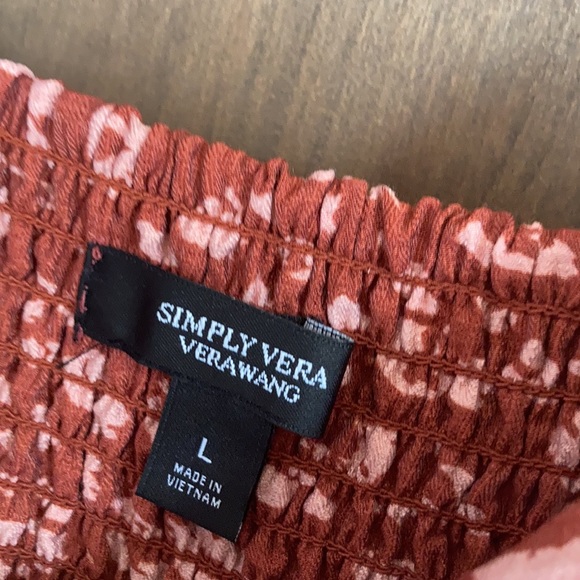 SIMPLY VERA
VERAWANG
L
MADE IN
VIETNAM